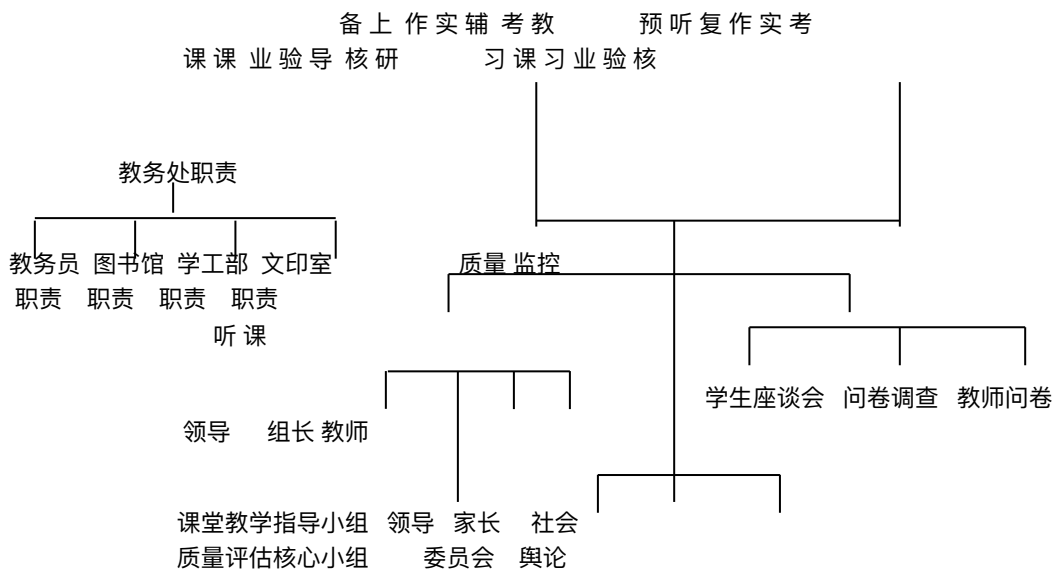 备 上 作 实 辅 考 教 预 听 复 作 实 考
课 课 业 验 导 核 研 习 课 习 业 验 核
教务处职责
教务员 图书馆 学工部 文印室 质量 监控
职责 职责 职责 职责
听 课
学生座谈会 问卷调查 教师问卷
领导 组长 教师
课堂教学指导小组 领导 家长 社会
质量评估核心小组 委员会 舆论